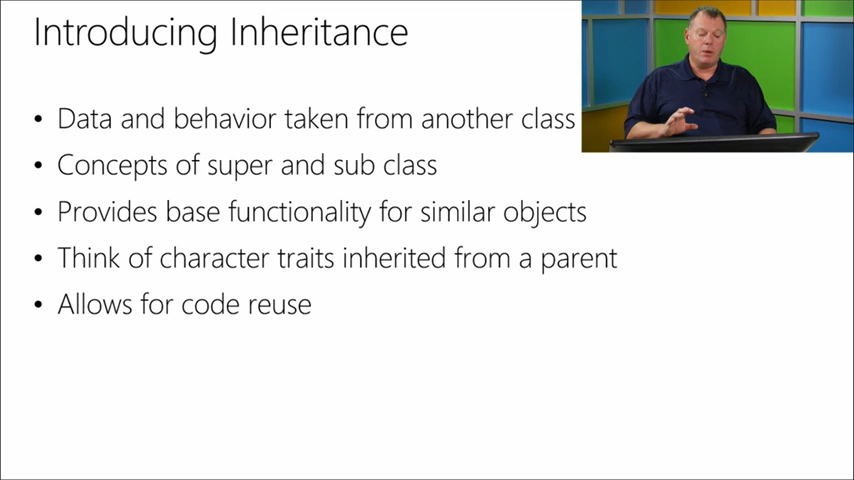 Introducing Inheritance
• Data and behavior taken from another class
• Concepts of super and sub class
• Provides base functionality for similar objects
• Think of character traits inherited from a parent
• Allows for code reuse